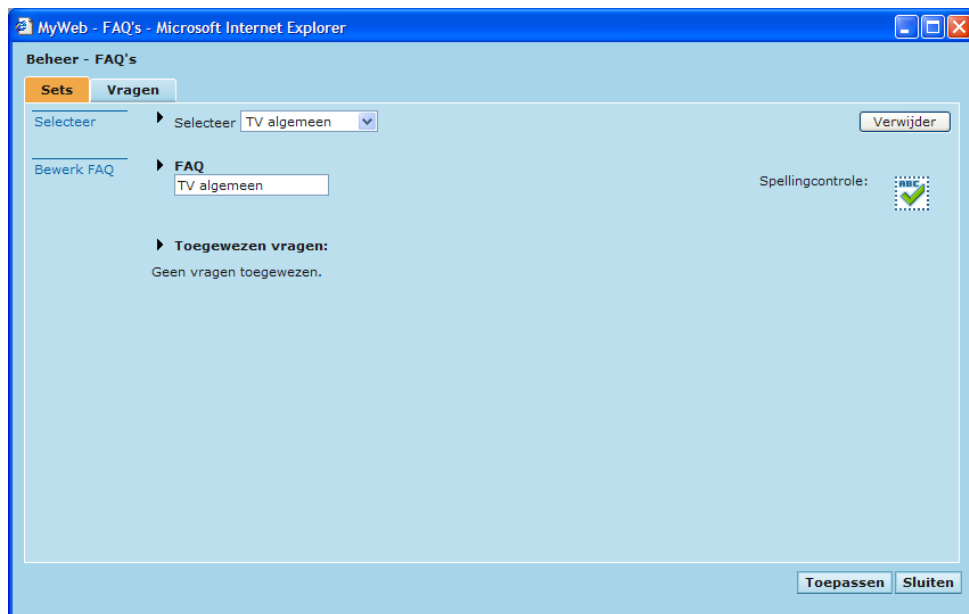 MyWeb - FAQ's - Microsoft Internet Explorer
Beheer - FAQ's
Sets Vragen
Selecteer Selecteer TV algemeen Verwijder
Bewerk FAQ FAQ
TV algemeen Spellingcontrole: ABC
Toegewezen vragen:
Geen vragen toegewezen.
Toepassen Sluiten